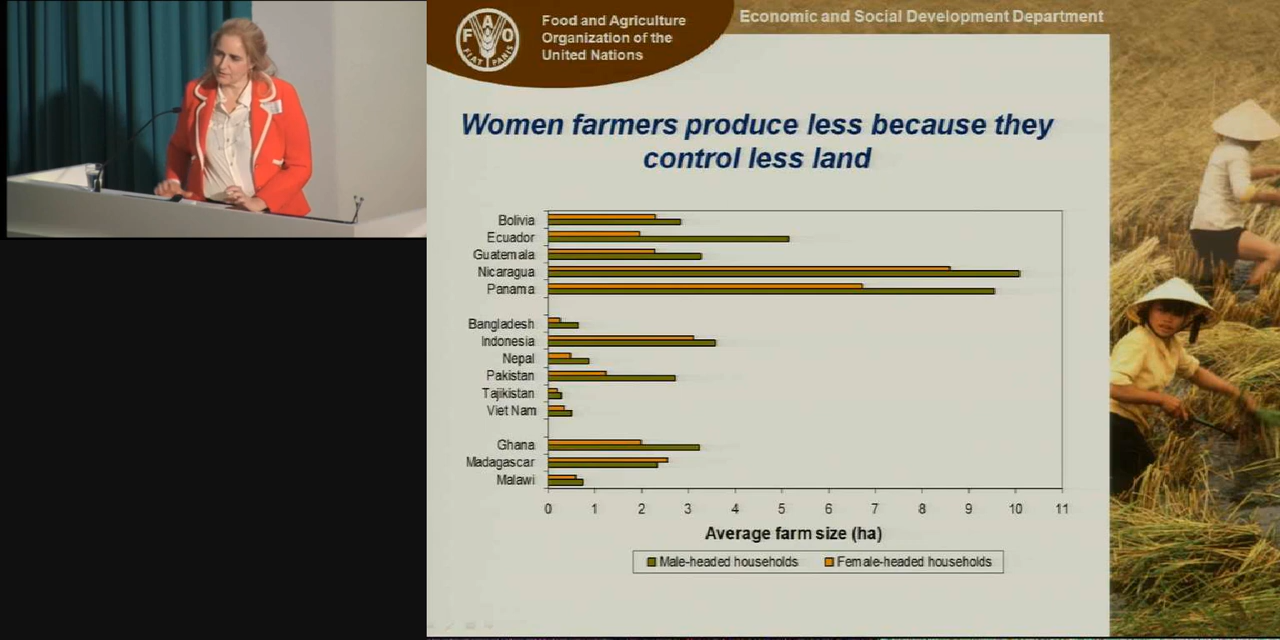 FAO
FIAT PANIS
Food and Agriculture
Organization of the
United Nations
Economic and Social Development Department
Women farmers produce less because they
control less land
Bolivia
Ecuador
Guatemala
Nicaragua
Panama
Bangladesh
Indonesia
Nepal
Pakistan
Tajikistan
Viet Nam
Ghana
Madagascar
Malawi
0 1 2 3 4 5 6 7 8 9 10 11
Average farm size (ha)
Male-headed households Female-headed households